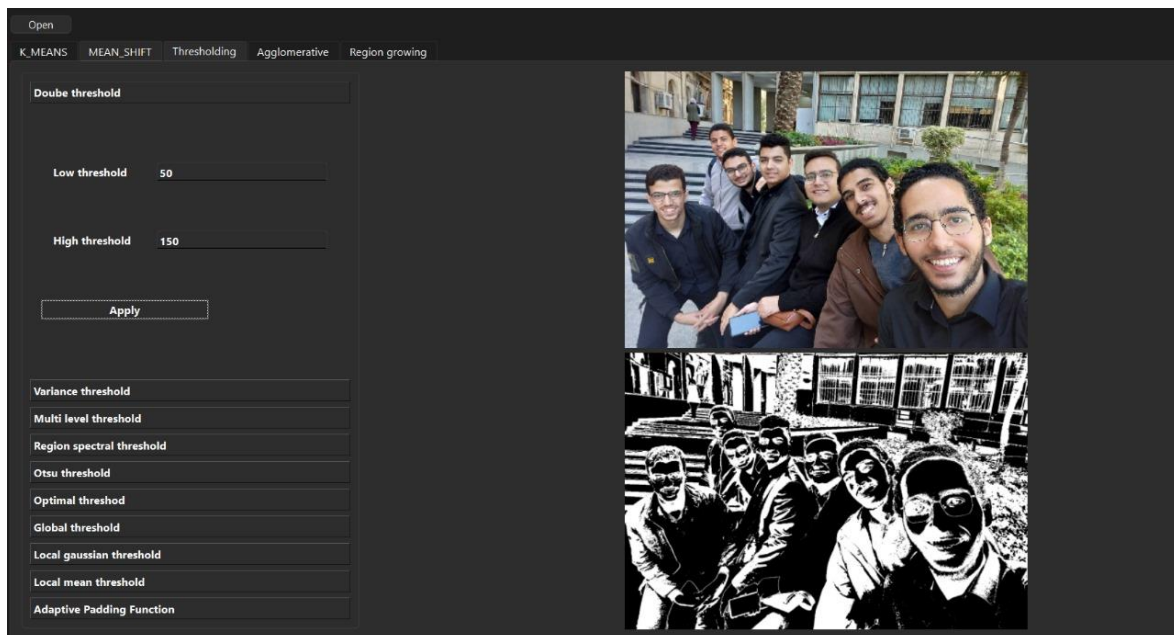 Open
K_MEANS MEAN_SHIFT Thresholding Agglomerative Region growing
Doube threshold
Low threshold 50
High threshold 150
Apply
Variance threshold
Multi level threshold
Region spectral threshold
Otsu threshold
Optimal threshod
Global threshold
Local gaussian threshold
Local mean threshold
Adaptive Padding Function